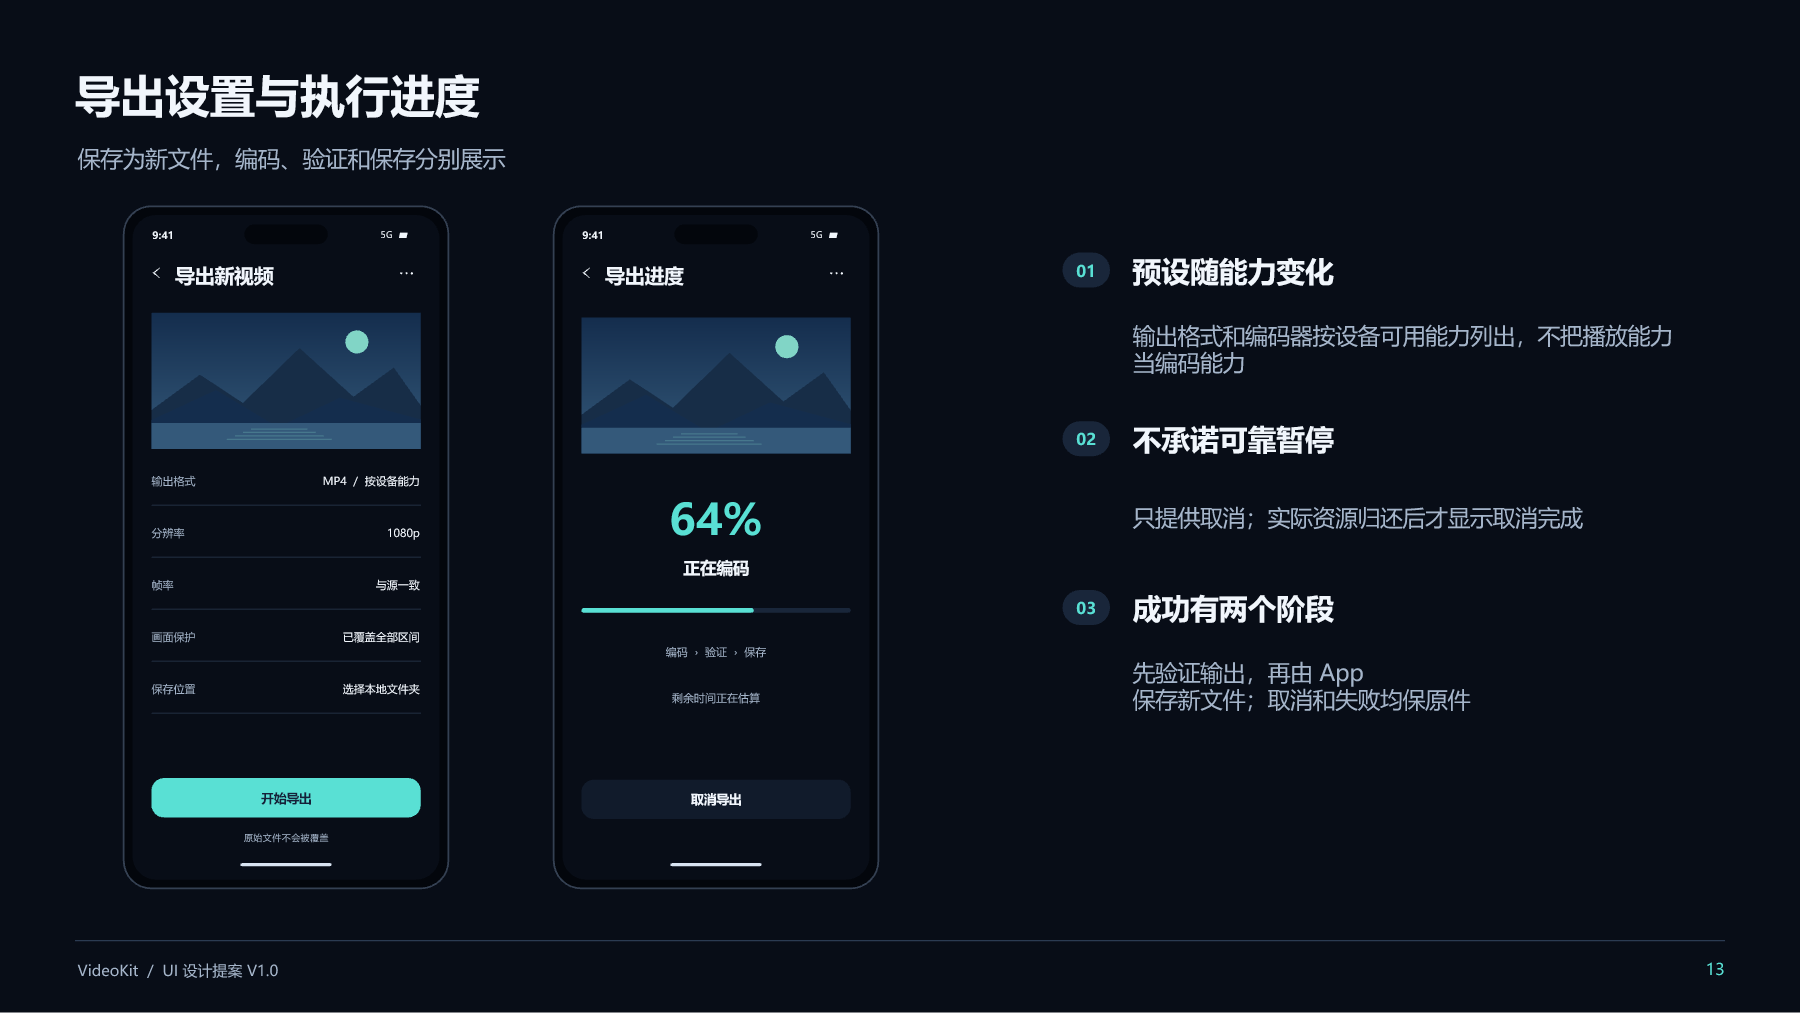 导出设置与执行进度
保存为新文件，编码、验证和保存分别展示
9:41
5G
导出新视频
输出格式
MP4 / 按设备能力
分辨率
1080p
帧率
与源一致
画面保护
已覆盖全部区间
保存位置
选择本地文件夹
开始导出
原始文件不会被覆盖
9:41
5G
导出进度
64%
正在编码
编码 › 验证 › 保存
剩余时间正在估算
取消导出
01
预设随能力变化
输出格式和编码器按设备可用能力列出，不把播放能力
当编码能力
02
不承诺可靠暂停
只提供取消；实际资源归还后才显示取消完成
03
成功有两个阶段
先验证输出，再由 App
保存新文件；取消和失败均保原件
VideoKit / UI 设计提案 V1.0
13